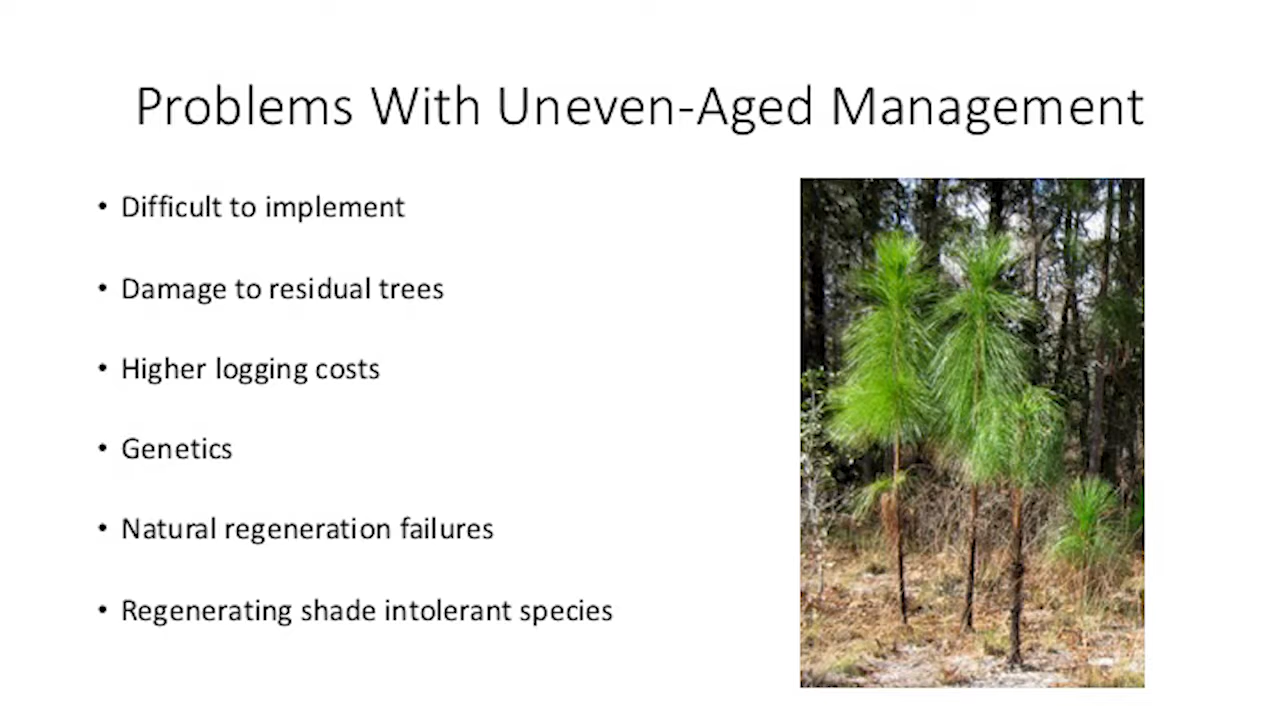 Problems With Uneven-Aged Management
• Difficult to implement
• Damage to residual trees
• Higher logging costs
• Genetics
• Natural regeneration failures
• Regenerating shade intolerant species